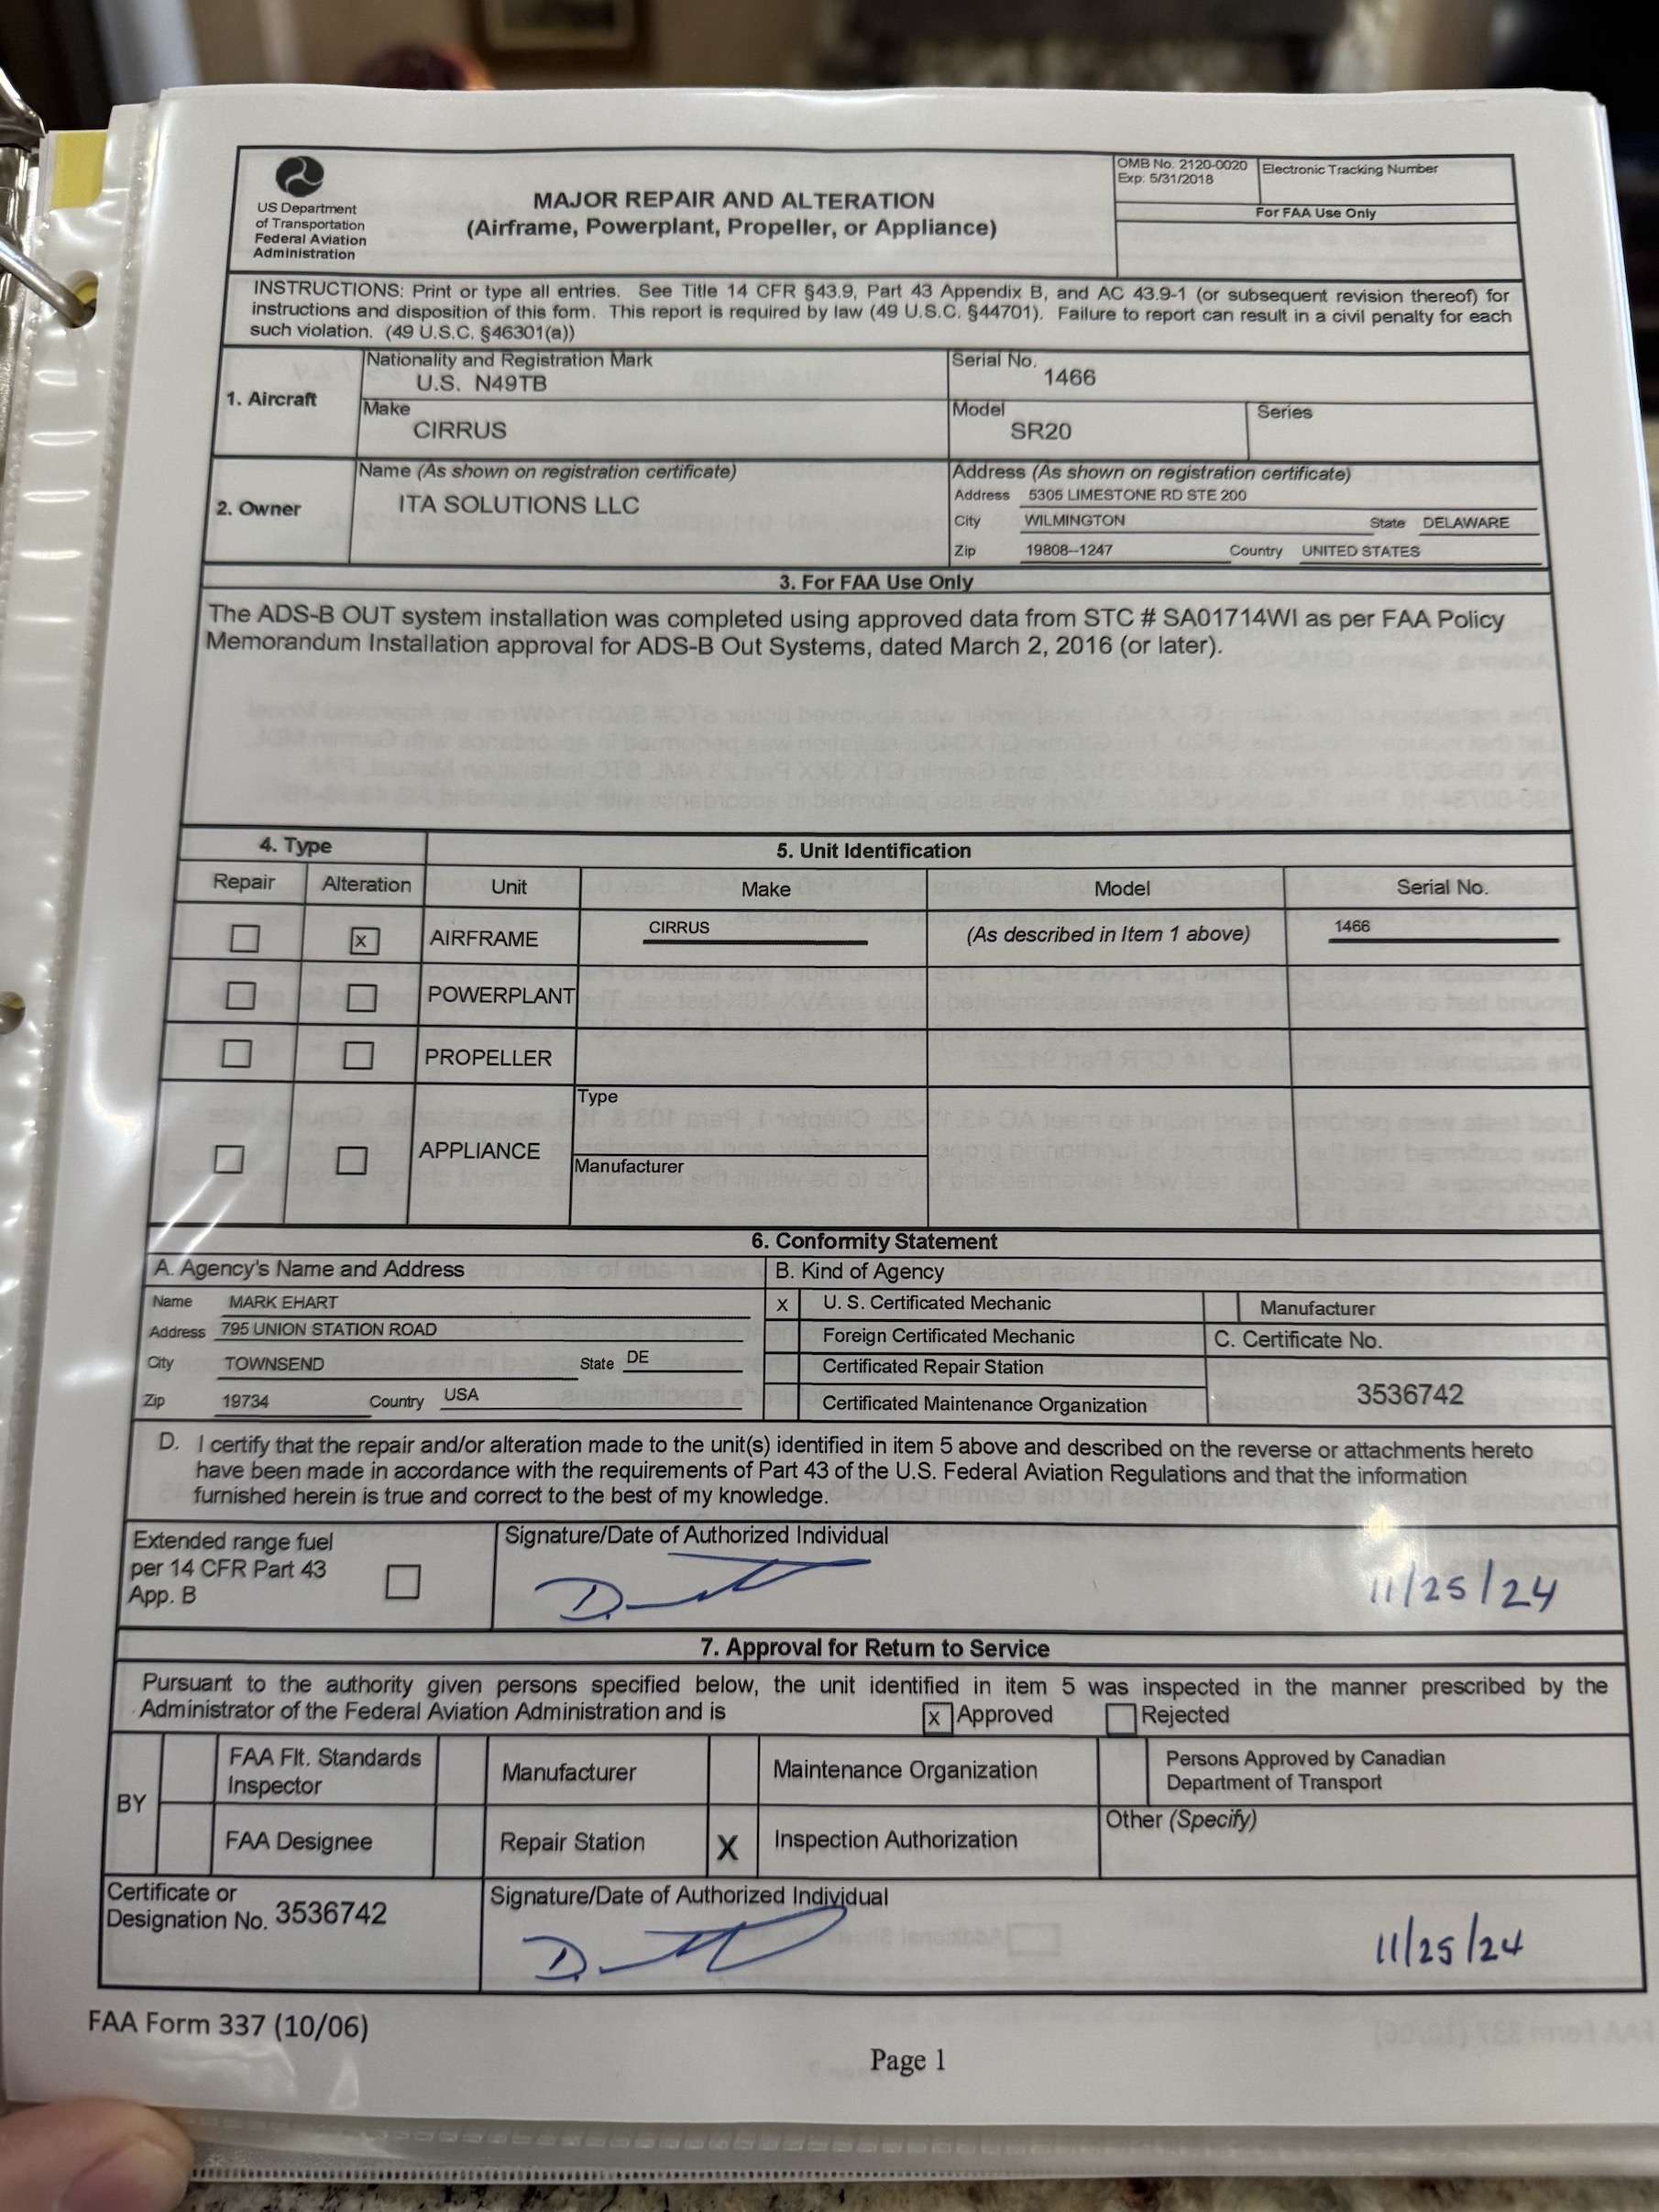 US Department
of Transportation
Federal Aviation
Administration
MAJOR REPAIR AND ALTERATION
(Airframe, Powerplant, Propeller, or Appliance)
OMB No. 2120-0020
Exp: 5/31/2018
Electronic Tracking Number
For FAA Use Only
INSTRUCTIONS: Print or type all entries. See Title 14 CFR §43.9, Part 43 Appendix B, and AC 43.9-1 (or subsequent revision thereof) for
instructions and disposition of this form. This report is required by law (49 U.S.C. §44701). Failure to report can result in a civil penalty for each
such violation. (49 U.S.C. §46301(a))
1. Aircraft
Nationality and Registration Mark
U.S. N49TB
Serial No.
1466
Make
CIRRUS
Model
SR20
Series
2. Owner
Name (As shown on registration certificate)
ITA SOLUTIONS LLC
Address (As shown on registration certificate)
Address 5305 LIMESTONE RD STE 200
City WILMINGTON State DELAWARE
Zip 19808--1247 Country UNITED STATES
3. For FAA Use Only
The ADS-B OUT system installation was completed using approved data from STC # SA01714WI as per FAA Policy
Memorandum Installation approval for ADS-B Out Systems, dated March 2, 2016 (or later).
4. Type
5. Unit Identification
Repair Alteration Unit Make Model Serial No.
x AIRFRAME CIRRUS (As described in Item 1 above) 1466
POWERPLANT
PROPELLER
APPLIANCE
Type
Manufacturer
6. Conformity Statement
A. Agency's Name and Address
B. Kind of Agency
Name MARK EHART
Address 795 UNION STATION ROAD
City TOWNSEND State DE
Zip 19734 Country USA
x U. S. Certificated Mechanic
Manufacturer
Foreign Certificated Mechanic
C. Certificate No.
Certificated Repair Station
Certificated Maintenance Organization
3536742
D. I certify that the repair and/or alteration made to the unit(s) identified in item 5 above and described on the reverse or attachments hereto
have been made in accordance with the requirements of Part 43 of the U.S. Federal Aviation Regulations and that the information
furnished herein is true and correct to the best of my knowledge.
Extended range fuel
per 14 CFR Part 43
App. B
Signature/Date of Authorized Individual
11/25/24
7. Approval for Return to Service
Pursuant to the authority given persons specified below, the unit identified in item 5 was inspected in the manner prescribed by the
Administrator of the Federal Aviation Administration and is x Approved Rejected
BY
FAA Flt. Standards
Inspector
Manufacturer
Maintenance Organization
Persons Approved by Canadian
Department of Transport
FAA Designee
Repair Station
X Inspection Authorization
Other (Specify)
Certificate or
Designation No. 3536742
Signature/Date of Authorized Individual
11/25/24
FAA Form 337 (10/06)
Page 1